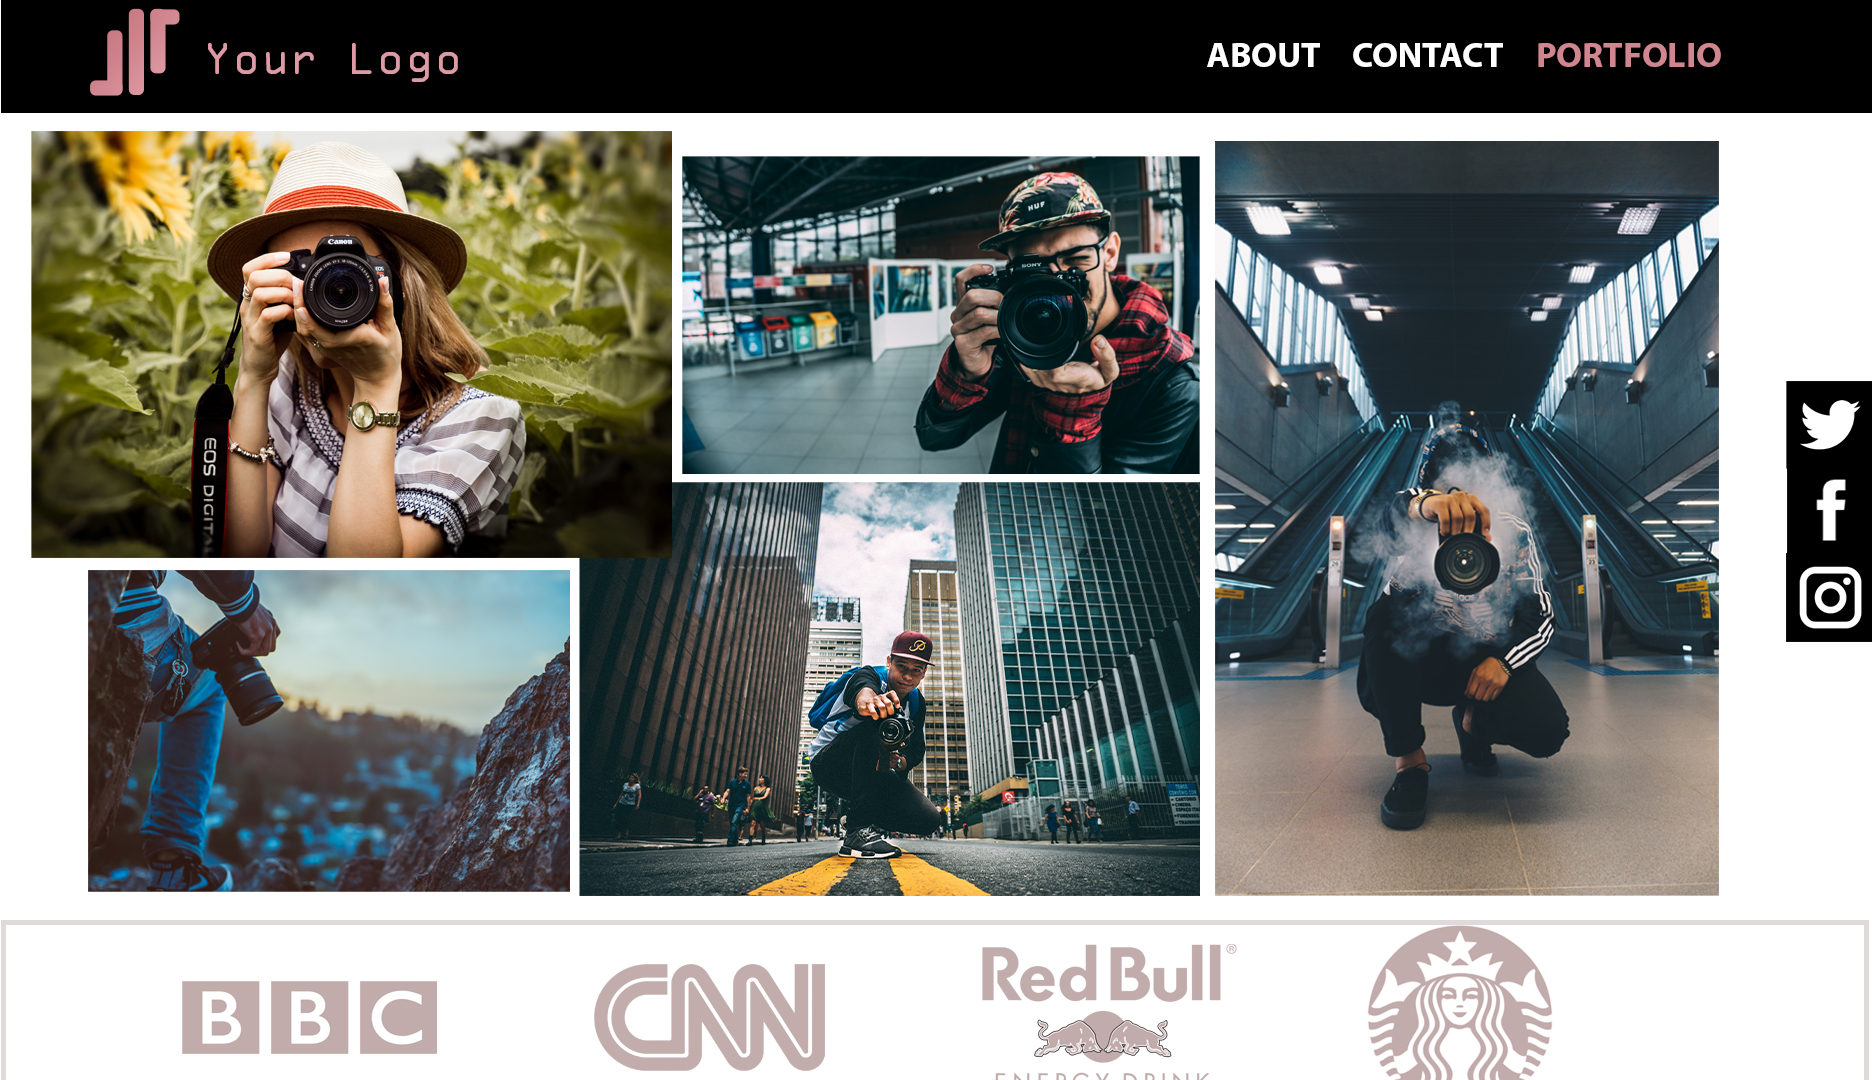 Your Logo
ABOUT CONTACT PORTFOLIO
Canon
EOS DIGITAL
HUF
SONY
BBC
CNN
Red Bull®
ENERGY DRINK